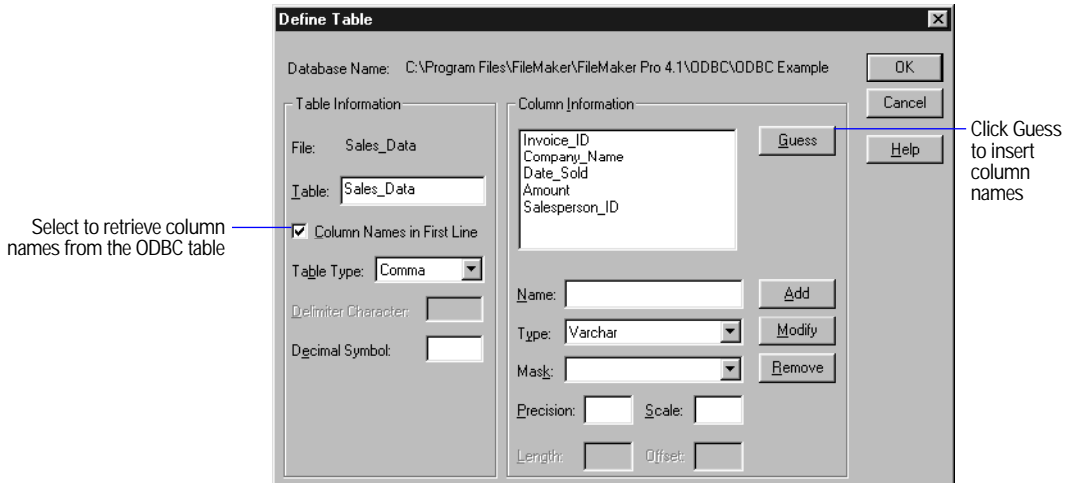 Define Table
Database Name: C:\Program Files\FileMaker\FileMaker Pro 4.1\ODBC\ODBC Example
OK
Cancel
Help
Table Information
File: Sales_Data
Table: Sales_Data
Column Names in First Line
Table Type: Comma
Delimiter Character:
Decimal Symbol:
Column Information
Invoice_ID
Company_Name
Date_Sold
Amount
Salesperson_ID
Guess
Name:
Add
Type: Varchar
Modify
Mask:
Remove
Precision: Scale:
Length: Offset:
Select to retrieve column
names from the ODBC table
Click Guess
to insert
column
names